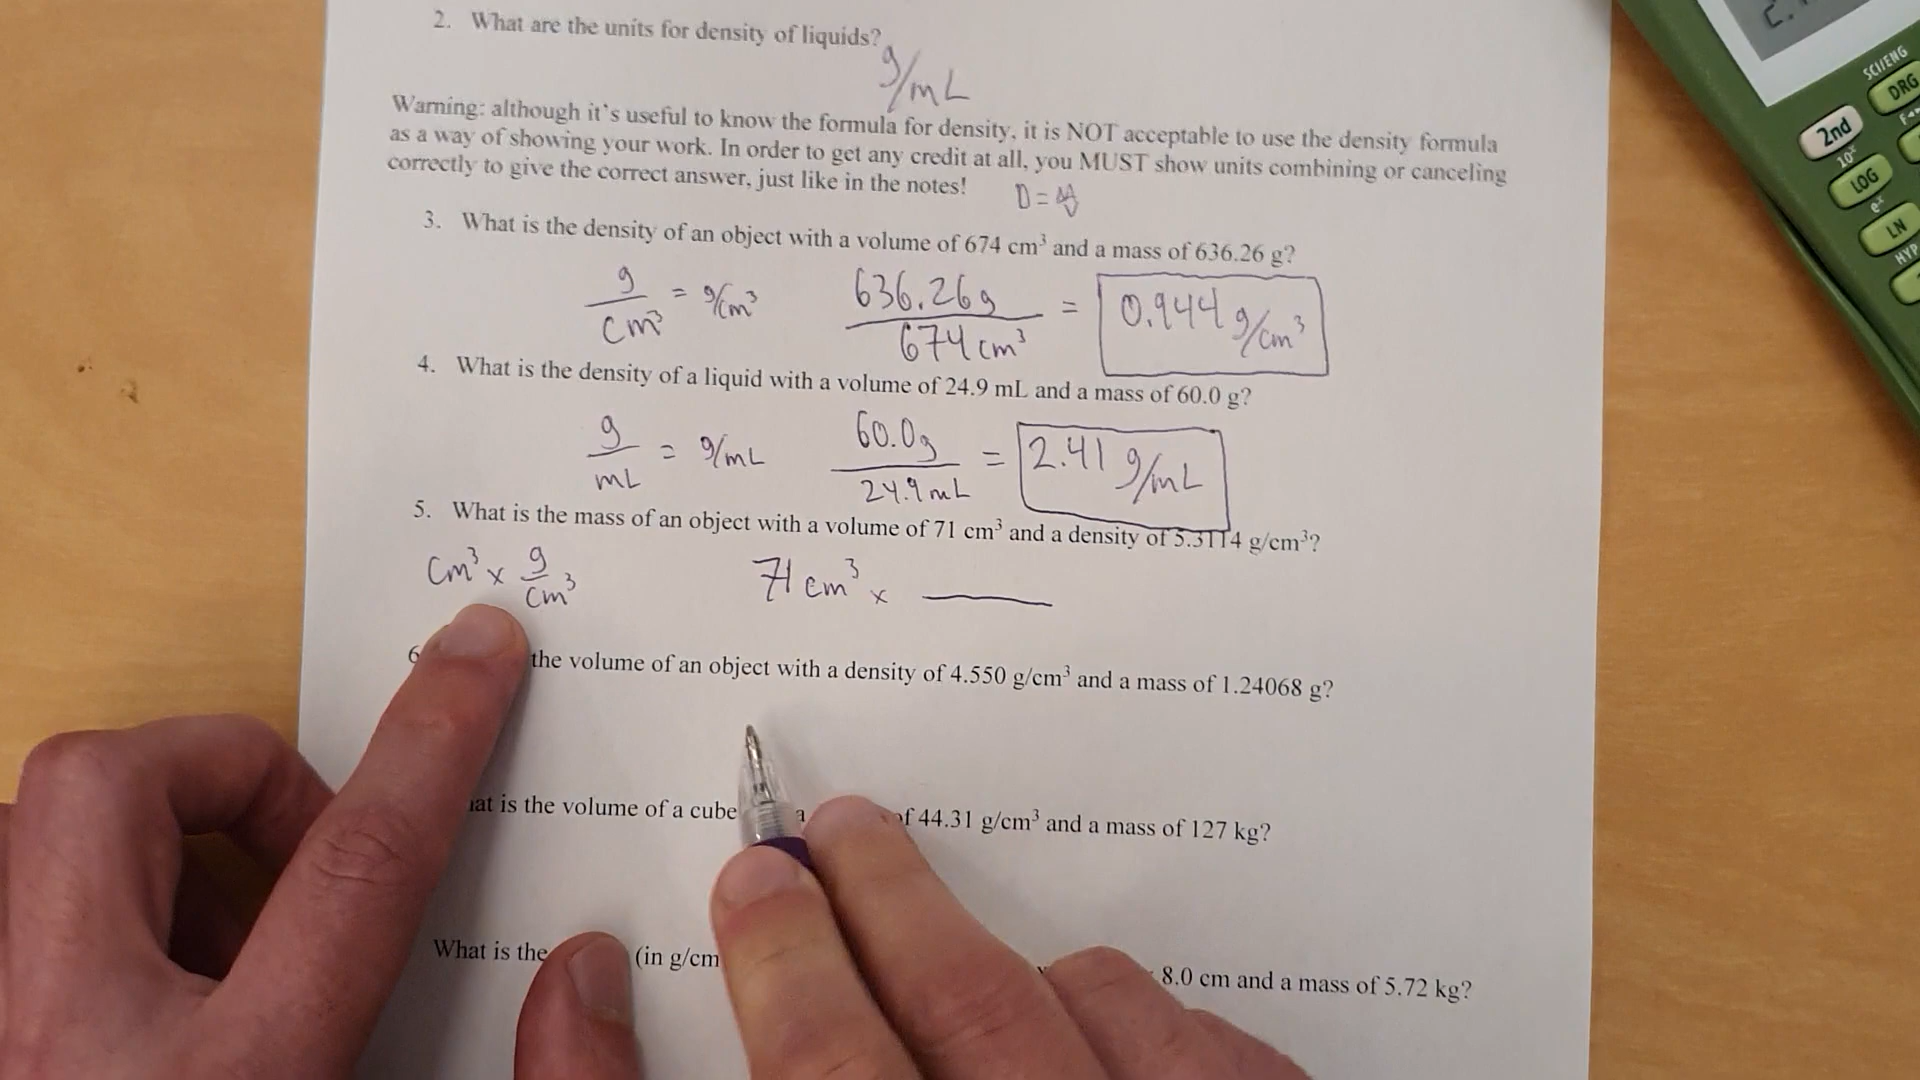 2. What are the units for density of liquids?
g/mL
Warning: although it's useful to know the formula for density, it is NOT acceptable to use the density formula
as a way of showing your work. In order to get any credit at all, you MUST show units combining or canceling
correctly to give the correct answer, just like in the notes!
D =
3. What is the density of an object with a volume of 674 cm³ and a mass of 636.26 g?
g/cm³ = g/cm³ 636.26g/674cm³ = 0.944 g/cm³
4. What is the density of a liquid with a volume of 24.9 mL and a mass of 60.0 g?
g/mL = g/mL 60.0g/24.9mL = 2.41 g/mL
5. What is the mass of an object with a volume of 71 cm³ and a density of 5.3114 g/cm³?
cm³ x g/cm³ 71 cm³ x
6 the volume of an object with a density of 4.550 g/cm³ and a mass of 1.24068 g?
is the volume of a cube 44.31 g/cm³ and a mass of 127 kg?
What is the (in g/cm 8.0 cm and a mass of 5.72 kg?
SCI/ENG
DRG
2nd
10ˣ
LOG
eˣ
LN
HYP